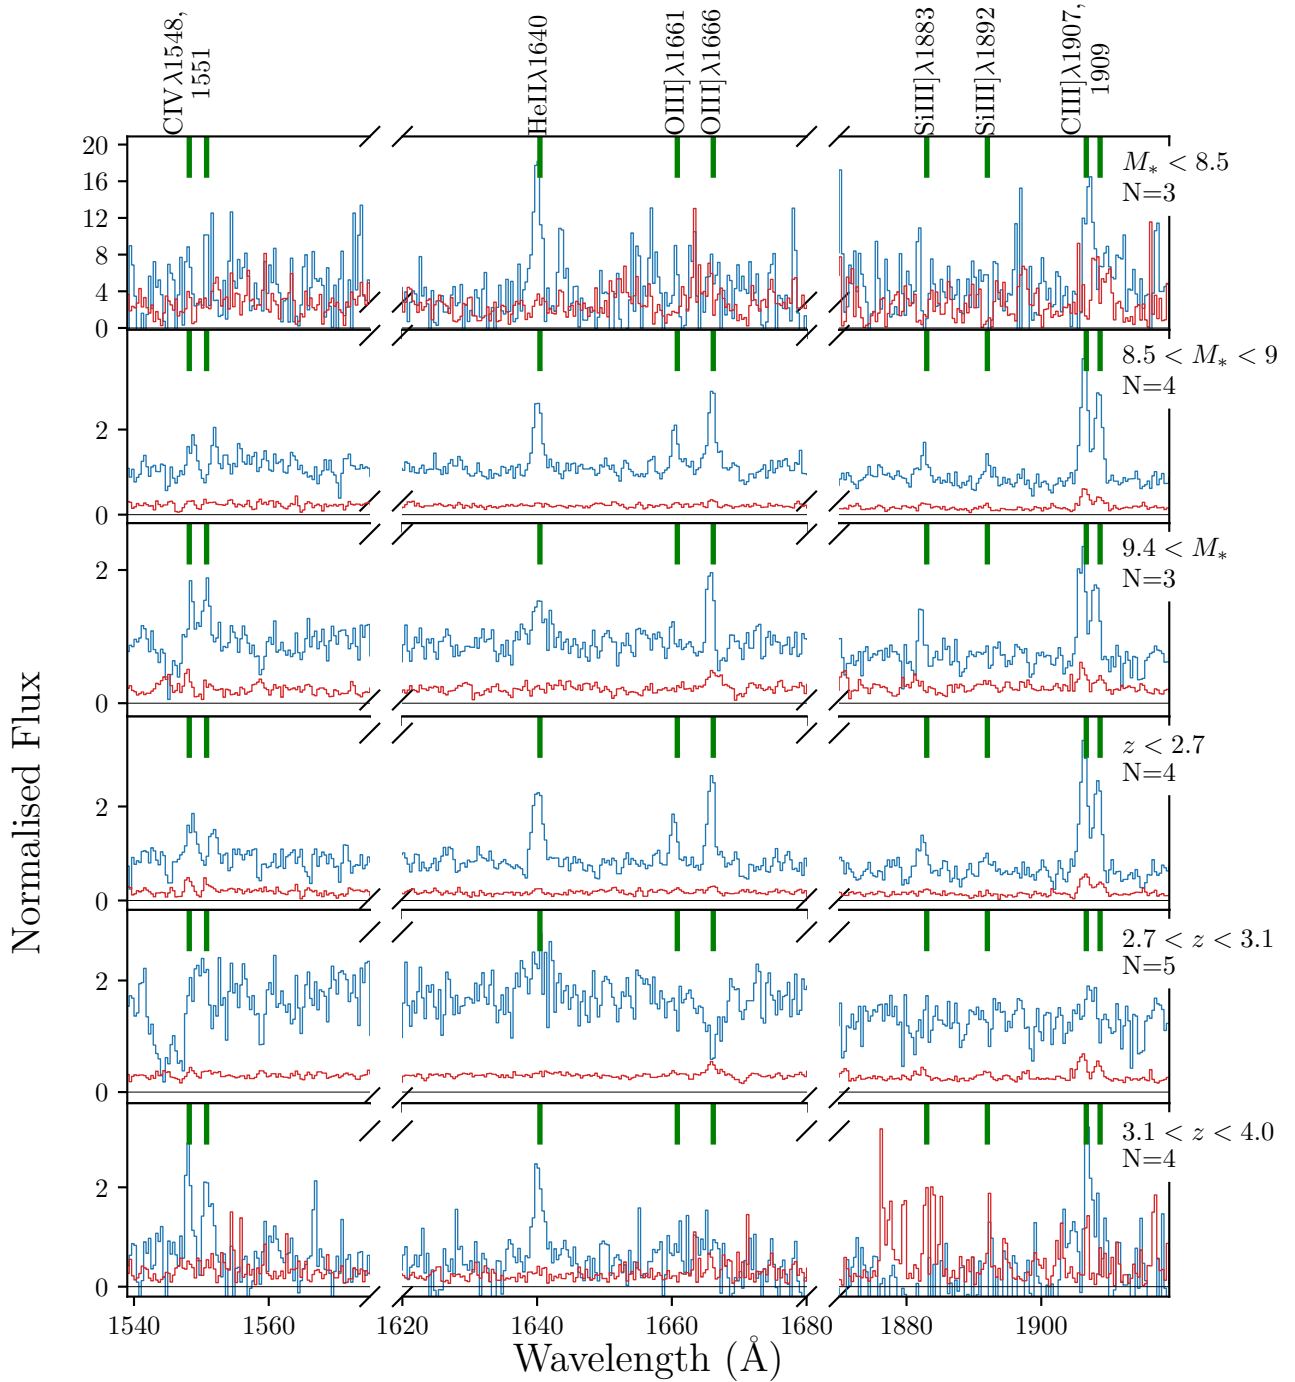 CIVλ1548,
1551
HeIIλ1640
OIII]λ1661
OIII]λ1666
SiIII]λ1883
SiIII]λ1892
CIII]λ1907,
1909
20
16
12
8
4
0
M* < 8.5
N=3
2
0
8.5 < M* < 9
N=4
2
0
9.4 < M*
N=3
2
0
z < 2.7
N=4
2
0
2.7 < z < 3.1
N=5
2
0
3.1 < z < 4.0
N=4
1540
1560
1620
1640
1660
1680
1880
1900
Wavelength (Å)
Normalised Flux